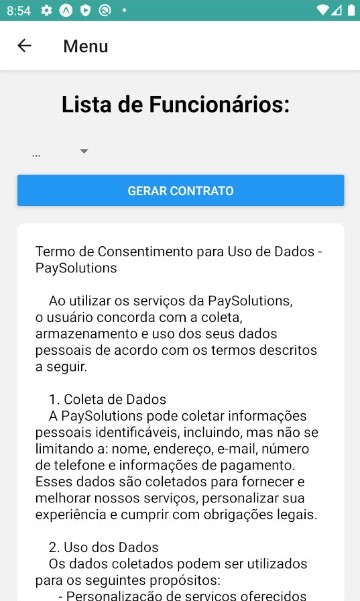 8:54
Menu
Lista de Funcionários:
...
GERAR CONTRATO
Termo de Consentimento para Uso de Dados -
PaySolutions
Ao utilizar os serviços da PaySolutions,
o usuário concorda com a coleta,
armazenamento e uso dos seus dados
pessoais de acordo com os termos descritos
a seguir.
1. Coleta de Dados
A PaySolutions pode coletar informações
pessoais identificáveis, incluindo, mas não se
limitando a: nome, endereço, e-mail, número
de telefone e informações de pagamento.
Esses dados são coletados para fornecer e
melhorar nossos serviços, personalizar sua
experiência e cumprir com obrigações legais.
2. Uso dos Dados
Os dados coletados podem ser utilizados
para os seguintes propósitos:
- Personalização de serviços oferecidos